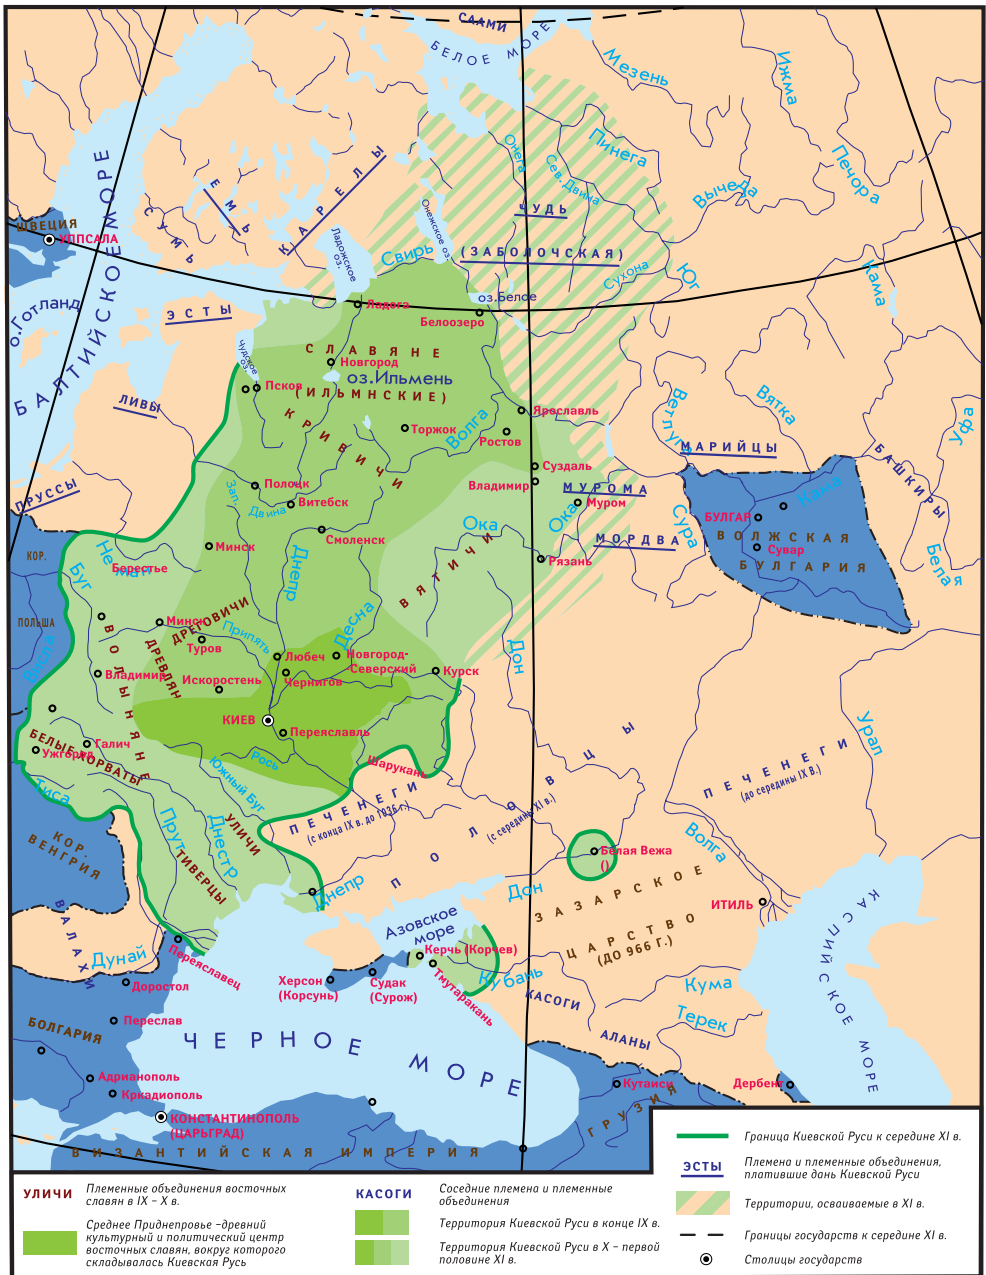 СААМИ
БЕЛОЕ МОРЕ
Мезень
Ижма
Пинега
Печора
Онега
Сев. Двина
Вычеда
БАЛТИЙСКОЕ МОРЕ
ЕМЬ
СУМЬ
КАРЕЛЫ
ЧУДЬ
(ЗАБОЛОЧСКАЯ)
ШВЕЦИЯ
УППСАЛА
Ладожское
оз.
Онежское оз.
Свирь
Сухона
Юг
Кама
о.Готланд
ЭСТЫ
Ладога
оз.Белое
Белоозеро
Чудское
оз.
СЛАВЯНЕ
Новгород
оз.Ильмень
(ИЛЬМНСКИЕ)
Псков
КРИВИЧИ
Торжок
Волга
Ярославль
Ростов
Ветлуга
Вятка
Уфа
ЛИВЫ
МАРИЙЦЫ
БАШКИРЫ
Суздаль
Владимир
МУРОМА
Муром
ПРУССЫ
Полоцк
Зап.
Двина
Витебск
Смоленск
Ока
Ока
МОРДВА
Сура
БУЛГАР
Кама
ВОЛЖСКАЯ
Сувар
БУЛГАРИЯ
Белая
Рязань
КОР.
ПОЛЬША
Неман
Берестье
Минск
Буг
Днепр
ВЯТИЧИ
Висла
ВОЛЫНЯНЕ
Минск
ДРЕГОВИЧИ
Туров
Припять
ДРЕВЛЯН
Десна
Любеч
Новгород-
Северский
Чернигов
Курск
Дон
Владимир
Искоростень
КИЕВ
Переяславль
Галич
Ужгород
БЕЛЫЕ ХОРВАТЫ
Рось
Шарукань
Южный Буг
Тиса
Прут
Днестр
УЛИЧИ
ТИВЕРЦЫ
ПЕЧЕНЕГИ
(с конца IX в. до 1036 г.)
ПОЛОВЦЫ
(с середины XI в.)
ПЕЧЕНЕГИ
(до середины IX в.)
Урал
Волга
КОР.
ВЕНГРИЯ
Днепр
Белая Вежа
()
Дон
ЗАЗАРСКОЕ
ЦАРСТВО
(ДО 966 Г.)
ИТИЛЬ
КАСПИЙСКОЕ МОРЕ
ВАЛАХИ
Дунай
Переяславец
Доростол
Азовское
море
Керчь (Корчев)
Тмутаракань
Херсон
(Корсунь)
Судак
(Сурож)
Кубань
КАСОГИ
Кума
Терек
АЛАНЫ
БОЛГАРИЯ
Переслав
ЧЕРНОЕ МОРЕ
Адрианополь
Кркадиополь
КОНСТАНТИНОПОЛЬ
(ЦАРЬГРАД)
ВИЗАНТИЙСКАЯ ИМПЕРИЯ
Кутаиси
ГРУЗИЯ
Дербент
УЛИЧИ
Племенные объединения восточных
славян в IX – X в.
Среднее Приднепровье –древний
культурный и политический центр
восточных славян, вокруг которого
складывалась Киевская Русь
КАСОГИ
Соседние племена и племенные
объединения
Территория Киевской Руси в конце IX в.
Территория Киевской Руси в X – первой
половине XI в.
Граница Киевской Руси к середине XI в.
ЭСТЫ
Племена и племенные объединения,
платившие дань Киевской Руси
Территории, осваиваемые в XI в.
Границы государств к середине XI в.
Столицы государств